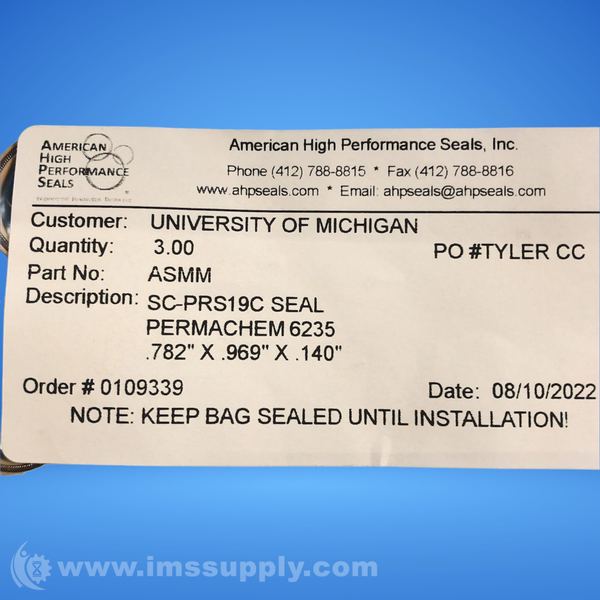 AMERICAN
HIGH
PERFORMANCE
SEALS
American High Performance Seals, Inc.
Phone (412) 788-8815 * Fax (412) 788-8816
www.ahpseals.com * Email: ahpseals@ahpseals.com
Customer: UNIVERSITY OF MICHIGAN
Quantity: 3.00 PO #TYLER CC
Part No: ASMM
Description: SC-PRS19C SEAL
PERMACHEM 6235
.782" X .969" X .140"
Order # 0109339 Date: 08/10/2022
NOTE: KEEP BAG SEALED UNTIL INSTALLATION!
www.imssupply.com